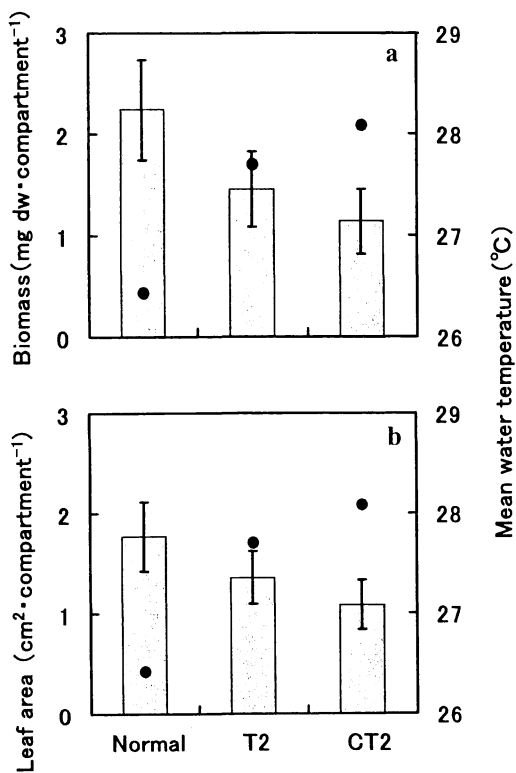 3
2
1
0
Biomass(mg dw･compartment⁻¹)
a
29
28
27
26
3
2
1
0
Leaf area (cm²･compartment⁻¹)
b
29
28
27
26
Mean water temperature(℃)
Normal T2 CT2